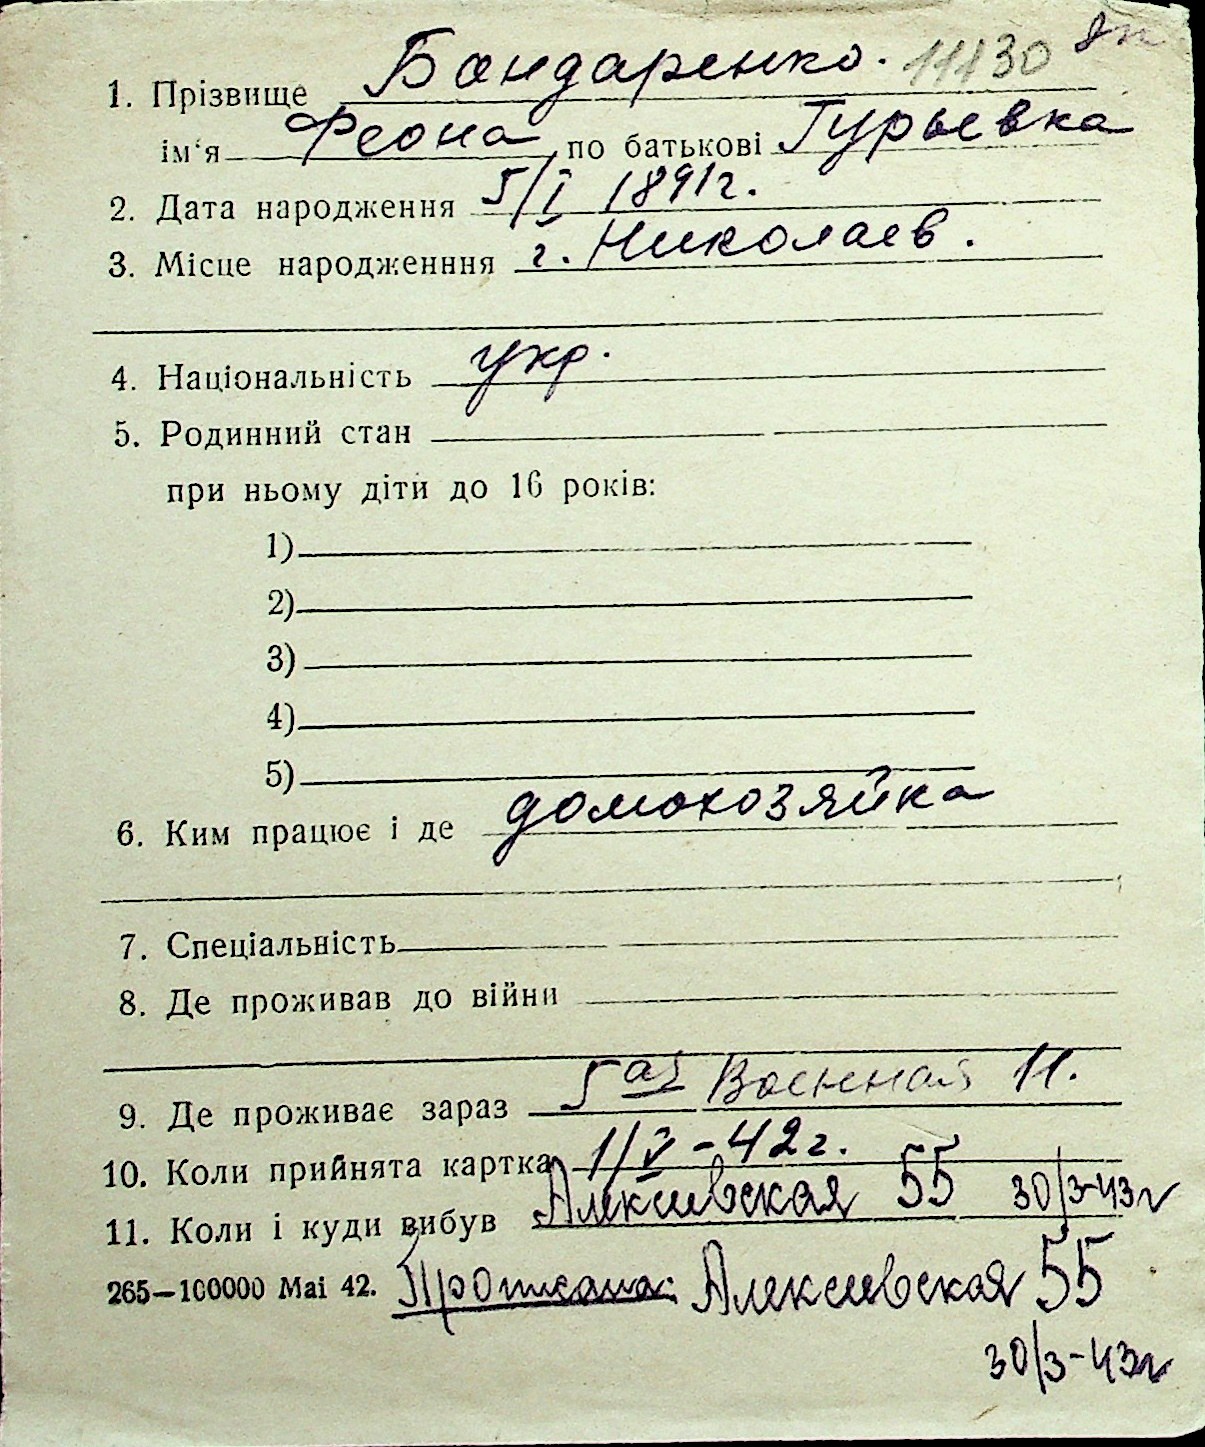 1. Прізвище Бондаренко. 11130
ім‘я Феона по батькові Гурьевка
2. Дата народження 5/I 1891г.
3. Місце народженння г. Николаев.
4. Національність укр.
5. Родинний стан
при ньому діти до 16 років:
1)
2)
3)
4)
5)
6. Ким працює і де домохозяйка
7. Спеціальність
8. Де проживав до війни
9. Де проживає зараз 5ая Военная 11.
10. Коли прийнята картка 1/V-42г.
11. Коли і куди вибув Алексеевская 55 30/3-43г
265—100000 Mai 42. Прописана: Алексеевская 55
30/3-43г